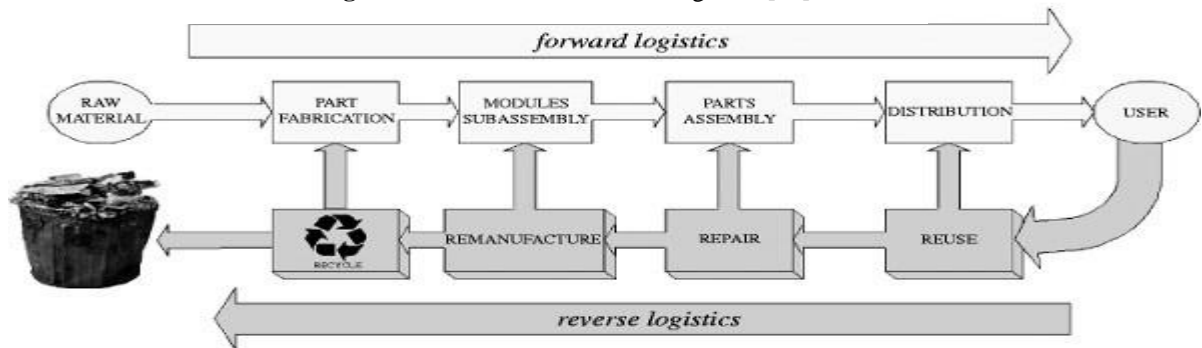 forward logistics
RAW
MATERIAL
PART
FABRICATION
MODULES
SUBASSEMBLY
PARTS
ASSEMBLY
DISTRIBUTION
USER
RECYCLE
REMANUFACTURE
REPAIR
REUSE
reverse logistics